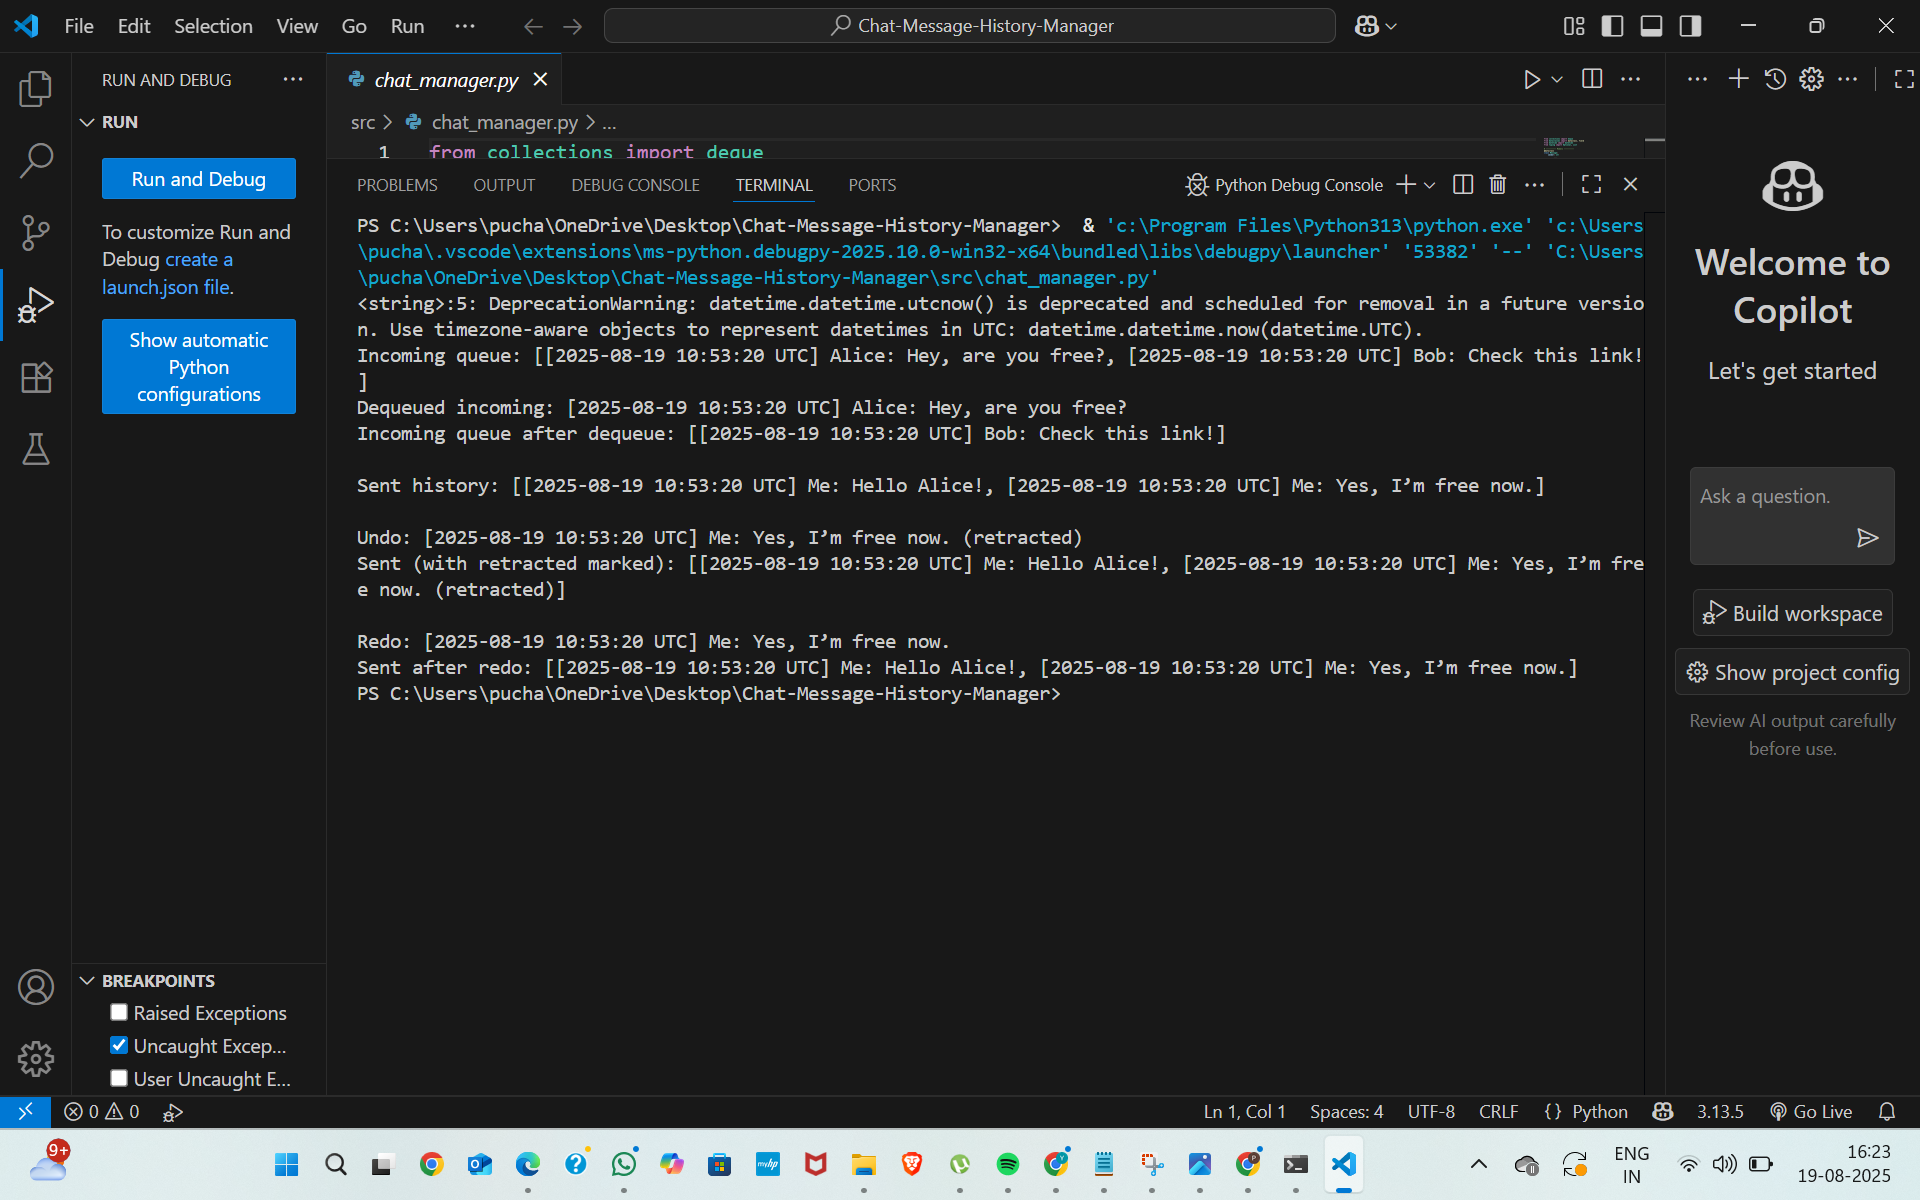 File Edit Selection View Go Run ...
Chat-Message-History-Manager
RUN AND DEBUG
RUN
Run and Debug
To customize Run and
Debug create a
launch.json file.
Show automatic
Python
configurations
BREAKPOINTS
Raised Exceptions
Uncaught Excep...
User Uncaught E...
chat_manager.py
src > chat_manager.py > ...
1 from collections import deque
PROBLEMS OUTPUT DEBUG CONSOLE TERMINAL PORTS
Python Debug Console
PS C:\Users\pucha\OneDrive\Desktop\Chat-Message-History-Manager>  & 'c:\Program Files\Python313\python.exe' 'c:\Users
\pucha\.vscode\extensions\ms-python.debugpy-2025.10.0-win32-x64\bundled\libs\debugpy\launcher' '53382' '--' 'C:\Users
\pucha\OneDrive\Desktop\Chat-Message-History-Manager\src\chat_manager.py'
<string>:5: DeprecationWarning: datetime.datetime.utcnow() is deprecated and scheduled for removal in a future versio
n. Use timezone-aware objects to represent datetimes in UTC: datetime.datetime.now(datetime.UTC).
Incoming queue: [[2025-08-19 10:53:20 UTC] Alice: Hey, are you free?, [2025-08-19 10:53:20 UTC] Bob: Check this link!
]
Dequeued incoming: [2025-08-19 10:53:20 UTC] Alice: Hey, are you free?
Incoming queue after dequeue: [[2025-08-19 10:53:20 UTC] Bob: Check this link!]
Sent history: [[2025-08-19 10:53:20 UTC] Me: Hello Alice!, [2025-08-19 10:53:20 UTC] Me: Yes, I’m free now.]
Undo: [2025-08-19 10:53:20 UTC] Me: Yes, I’m free now. (retracted)
Sent (with retracted marked): [[2025-08-19 10:53:20 UTC] Me: Hello Alice!, [2025-08-19 10:53:20 UTC] Me: Yes, I’m fre
e now. (retracted)]
Redo: [2025-08-19 10:53:20 UTC] Me: Yes, I’m free now.
Sent after redo: [[2025-08-19 10:53:20 UTC] Me: Hello Alice!, [2025-08-19 10:53:20 UTC] Me: Yes, I’m free now.]
PS C:\Users\pucha\OneDrive\Desktop\Chat-Message-History-Manager>
Welcome to
Copilot
Let's get started
Ask a question.
Build workspace
Show project config
Review AI output carefully
before use.
0 0
Ln 1, Col 1 Spaces: 4 UTF-8 CRLF {} Python 3.13.5 Go Live
9+
myhp
ENG
IN
16:23
19-08-2025